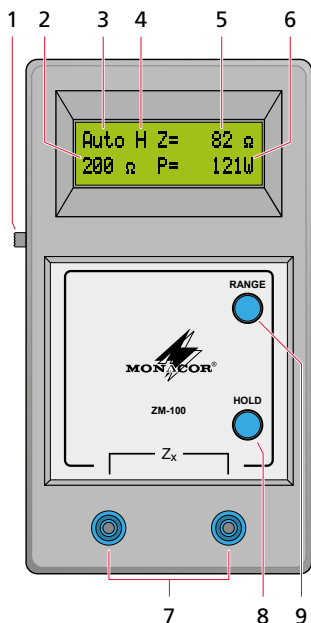 1 2 3 4 5 6
Auto H Z= 82 Ω
200 Ω P= 121W
RANGE
MONACOR®
ZM-100
HOLD
Zx
7 8 9